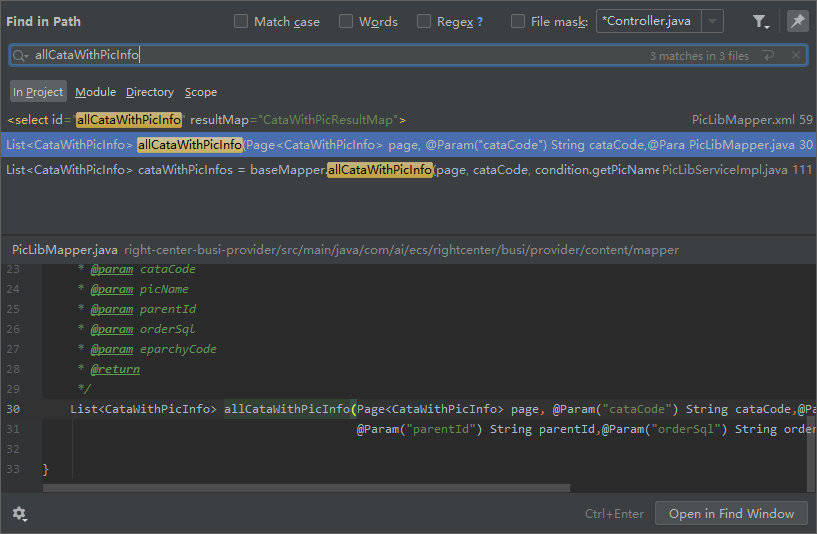 Find in Path Match case Words Regex ? File mask: *Controller.java
allCataWithPicInfo 3 matches in 3 files
In Project Module Directory Scope
<select id="allCataWithPicInfo" resultMap="CataWithPicResultMap"> PicLibMapper.xml 59
List<CataWithPicInfo> allCataWithPicInfo(Page<CataWithPicInfo> page, @Param("cataCode") String cataCode,@Para PicLibMapper.java 30
List<CataWithPicInfo> cataWithPicInfos = baseMapper.allCataWithPicInfo(page, cataCode, condition.getPicName PicLibServiceImpl.java 111
PicLibMapper.java right-center-busi-provider/src/main/java/com/ai/ecs/rightcenter/busi/provider/content/mapper
23 * @param cataCode
24 * @param picName
25 * @param parentId
26 * @param orderSql
27 * @param eparchyCode
28 * @return
29 */
30 List<CataWithPicInfo> allCataWithPicInfo(Page<CataWithPicInfo> page, @Param("cataCode") String cataCode,@Pa
31 @Param("parentId") String parentId,@Param("orderSql") String order
32
33 }
Ctrl+Enter Open in Find Window